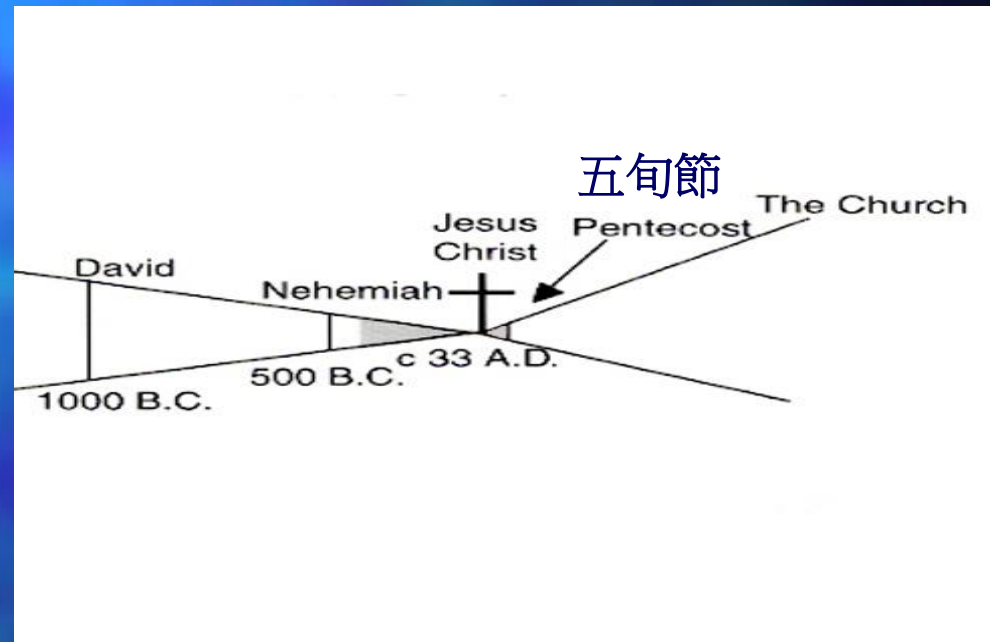 五旬節
The Church
Jesus
Christ
Pentecost
David
Nehemiah
c 33 A.D.
500 B.C.
1000 B.C.